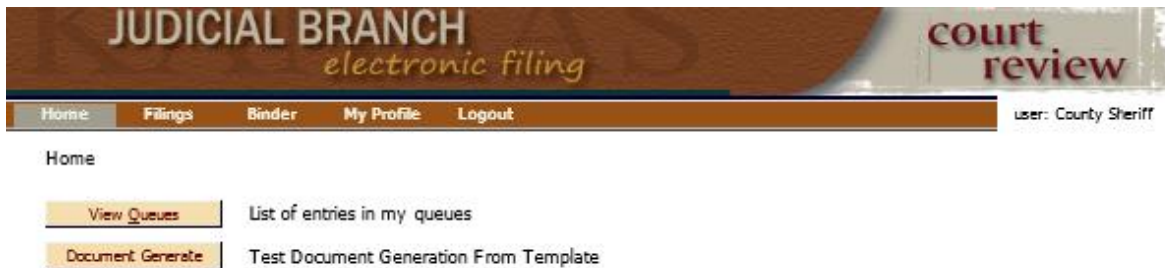 KANSAS
JUDICIAL BRANCH
electronic filing
court
review
Home Filings Binder My Profile Logout user: County Sheriff
Home
View Queues List of entries in my queues
Document Generate Test Document Generation From Template